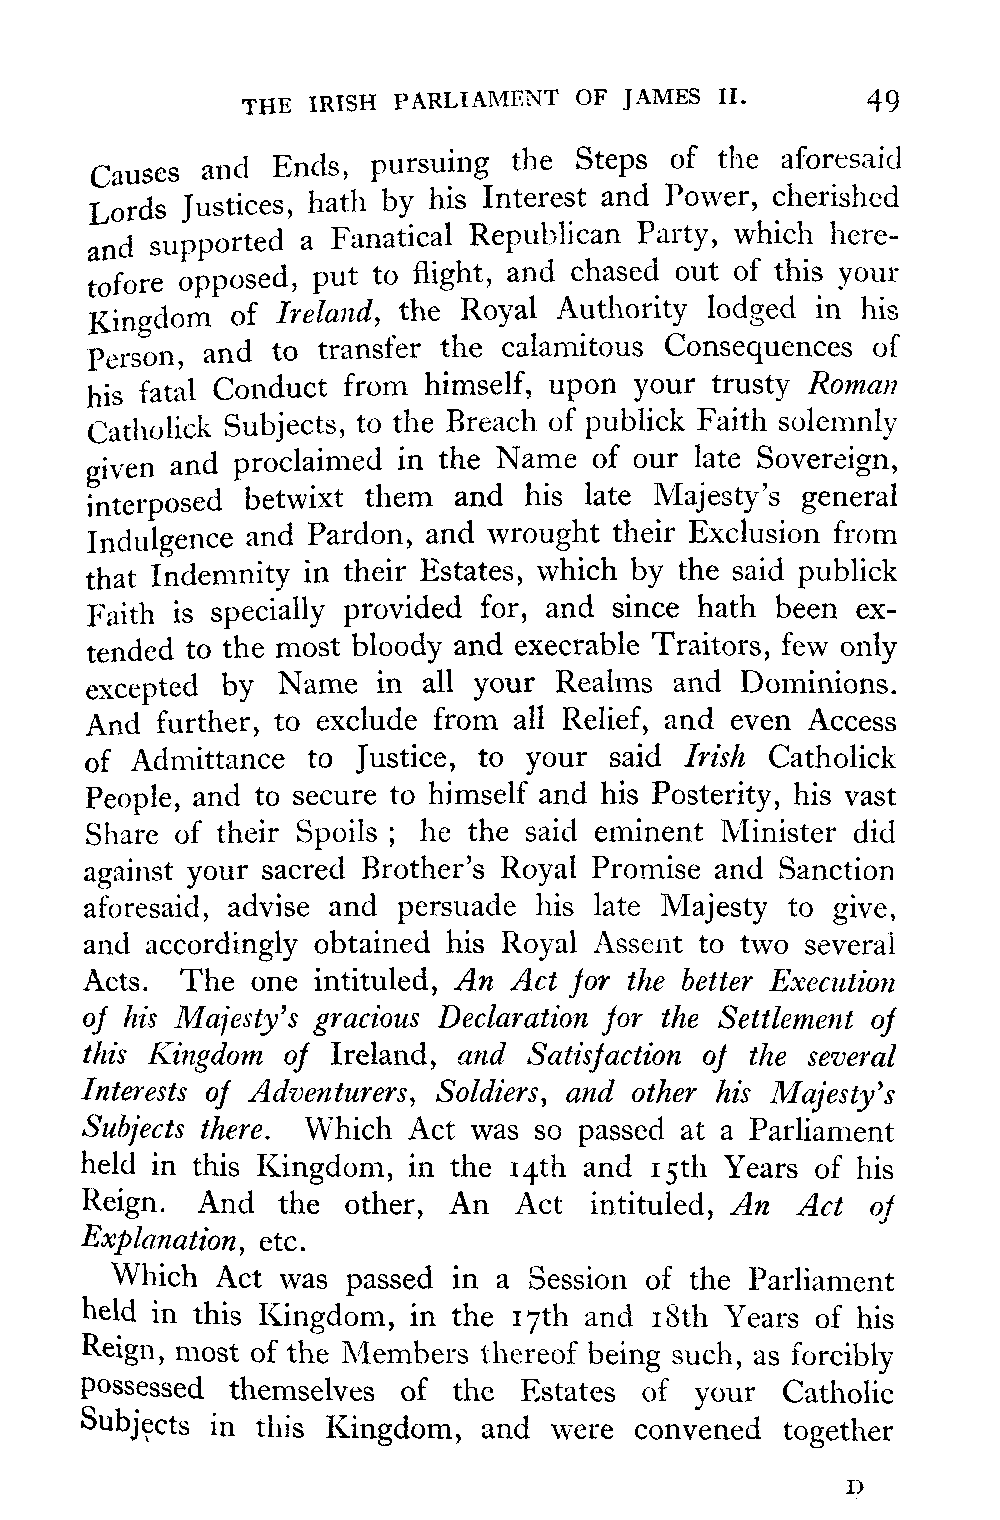 THE IRISH PARLIAMENT OF JAMES II. 49
Causes and Ends, pursuing the Steps of the aforesaid
Lords Justices, hath by his Interest and Power, cherished
and supported a Fanatical Republican Party, which here-
tofore opposed, put to flight, and chased out of this your
Kingdom of Ireland, the Royal Authority lodged in his
Person, and to transfer the calamitous Consequences of
his fatal Conduct from himself, upon your trusty Roman
Catholick Subjects, to the Breach of publick Faith solemnly
given and proclaimed in the Name of our late Sovereign,
interposed betwixt them and his late Majesty's general
Indulgence and Pardon, and wrought their Exclusion from
that Indemnity in their Estates, which by the said publick
Faith is specially provided for, and since hath been ex-
tended to the most bloody and execrable Traitors, few only
excepted by Name in all your Realms and Dominions.
And further, to exclude from all Relief, and even Access
of Admittance to Justice, to your said Irish Catholick
People, and to secure to himself and his Posterity, his vast
Share of their Spoils ; he the said eminent Minister did
against your sacred Brother's Royal Promise and Sanction
aforesaid, advise and persuade his late Majesty to give,
and accordingly obtained his Royal Assent to two several
Acts. The one intituled, An Act for the better Execution
of his Majesty's gracious Declaration for the Settlement of
this Kingdom of Ireland, and Satisfaction of the several
Interests of Adventurers, Soldiers, and other his Majesty's
Subjects there. Which Act was so passed at a Parliament
held in this Kingdom, in the 14th and 15th Years of his
Reign. And the other, An Act intituled, An Act of
Explanation, etc.
Which Act was passed in a Session of the Parliament
held in this Kingdom, in the 17th and 18th Years of his
Reign, most of the Members thereof being such, as forcibly
possessed themselves of the Estates of your Catholic
Subjects in this Kingdom, and were convened together
D